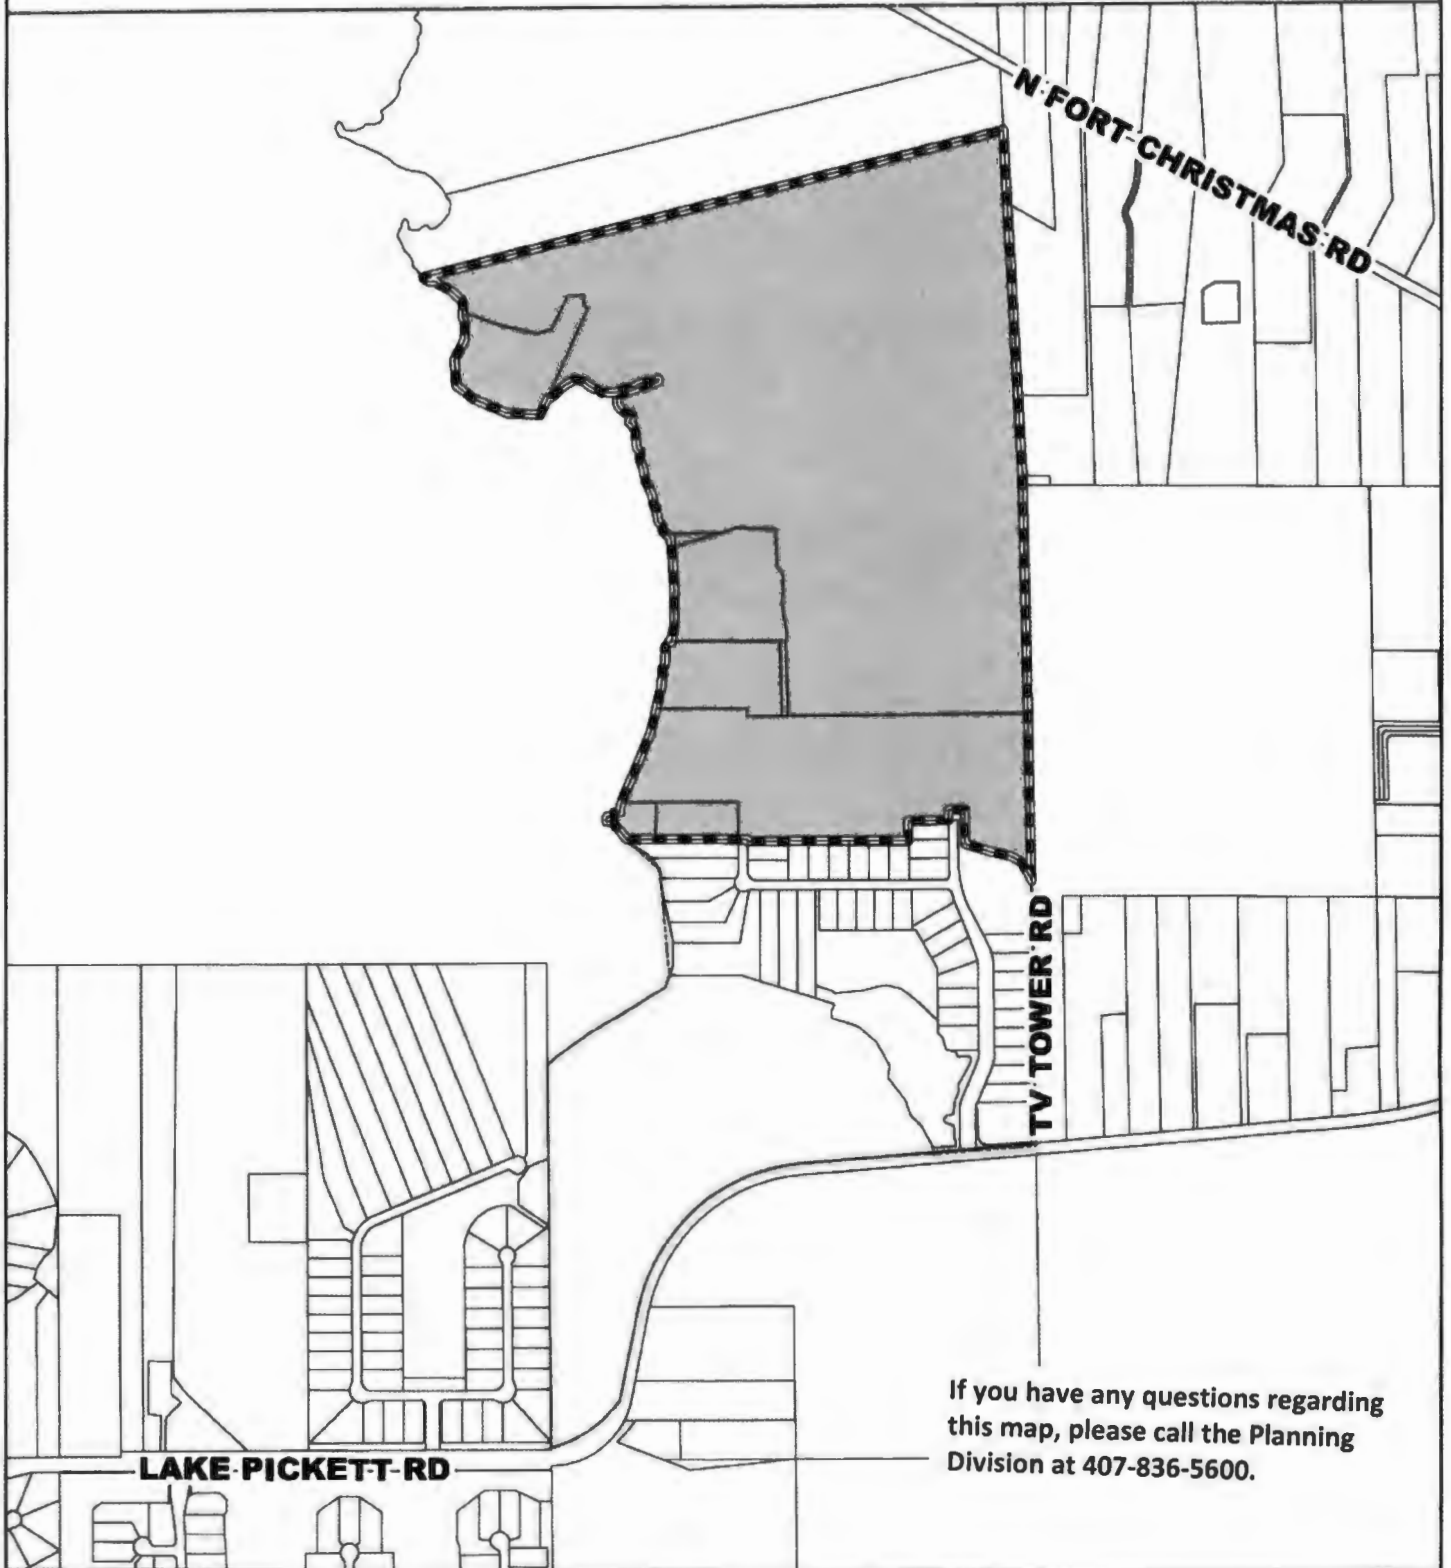 N FORT CHRISTMAS RD
TV TOWER RD
If you have any questions regarding
this map, please call the Planning
Division at 407-836-5600.
LAKE PICKETT RD